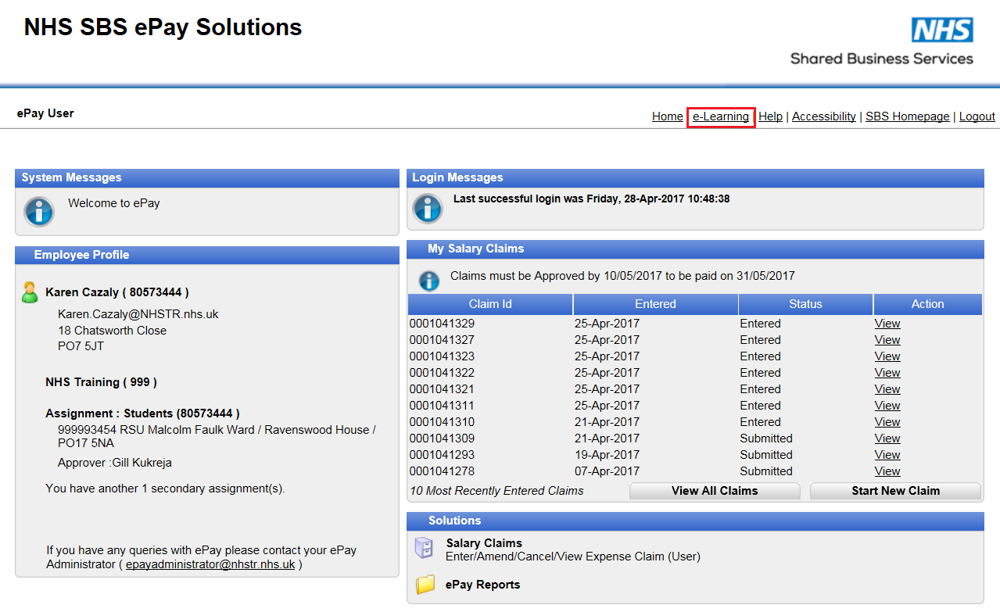 NHS SBS ePay Solutions
NHS
Shared Business Services
ePay User
Home | e-Learning | Help | Accessibility | SBS Homepage | Logout
System Messages
Welcome to ePay
Login Messages
Last successful login was Friday, 28-Apr-2017 10:48:38
Employee Profile
Karen Cazaly ( 80573444 )
Karen.Cazaly@NHSTR.nhs.uk
18 Chatsworth Close
PO7 5JT
NHS Training ( 999 )
Assignment : Students (80573444 )
999993454 RSU Malcolm Faulk Ward / Ravenswood House /
PO17 5NA
Approver :Gill Kukreja
You have another 1 secondary assignment(s).
If you have any queries with ePay please contact your ePay
Administrator ( epayadministrator@nhstr.nhs.uk )
My Salary Claims
Claims must be Approved by 10/05/2017 to be paid on 31/05/2017
Claim Id Entered Status Action
0001041329 25-Apr-2017 Entered View
0001041327 25-Apr-2017 Entered View
0001041323 25-Apr-2017 Entered View
0001041322 25-Apr-2017 Entered View
0001041321 25-Apr-2017 Entered View
0001041311 25-Apr-2017 Entered View
0001041310 21-Apr-2017 Entered View
0001041309 21-Apr-2017 Submitted View
0001041293 19-Apr-2017 Submitted View
0001041278 07-Apr-2017 Submitted View
10 Most Recently Entered Claims View All Claims Start New Claim
Solutions
Salary Claims
Enter/Amend/Cancel/View Expense Claim (User)
ePay Reports